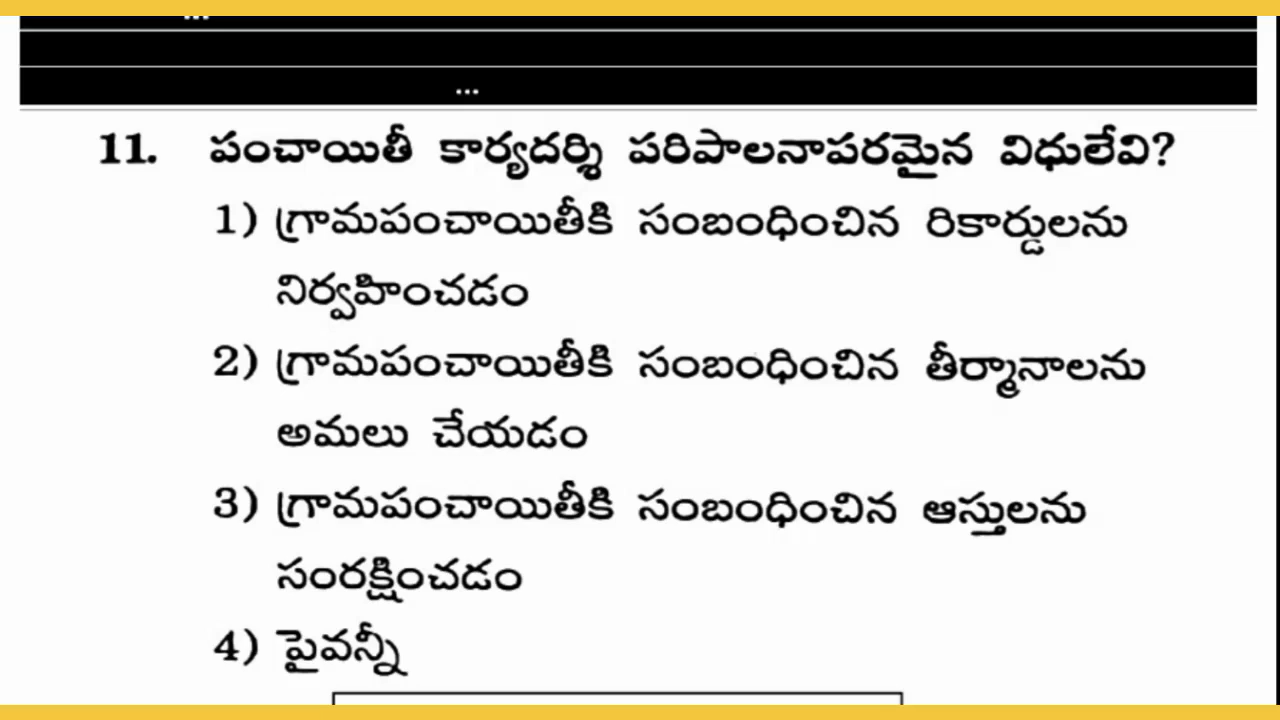 ...
...
11. పంచాయితీ కార్యదర్శి పరిపాలనాపరమైన విధులేవి?
1) గ్రామపంచాయితీకి సంబంధించిన రికార్డులను
నిర్వహించడం
2) గ్రామపంచాయితీకి సంబంధించిన తీర్మానాలను
అమలు చేయడం
3) గ్రామపంచాయితీకి సంబంధించిన ఆస్తులను
సంరక్షించడం
4) పైవన్నీ